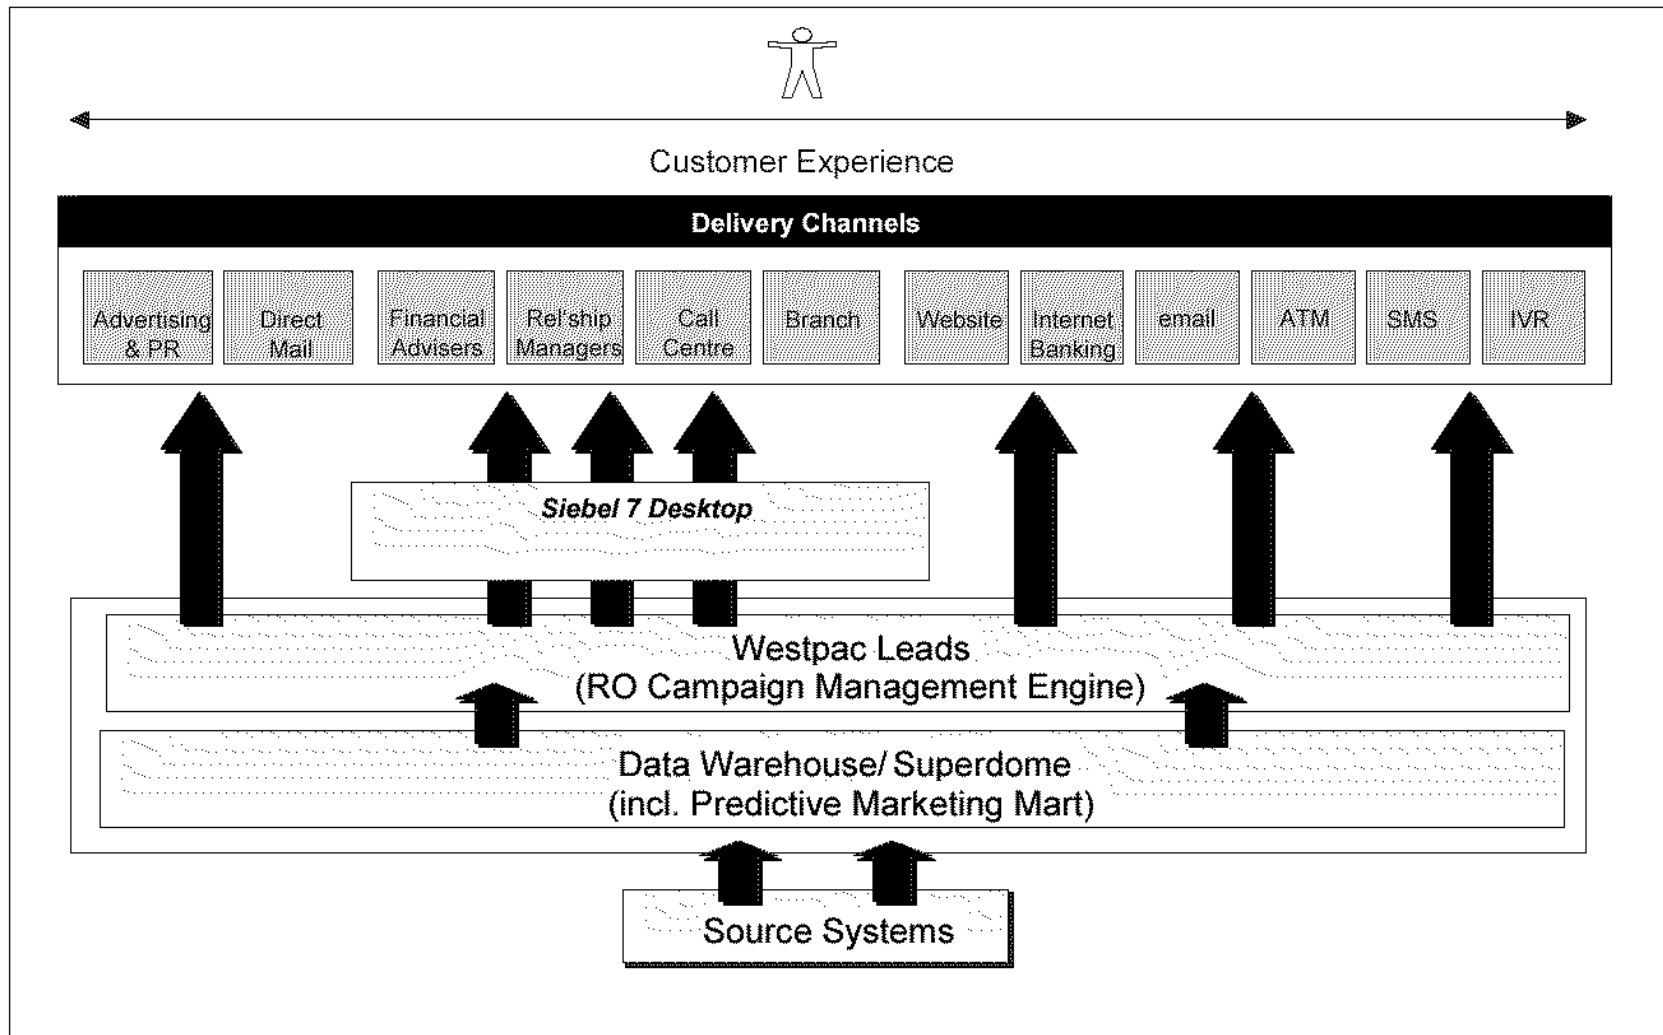 Customer Experience
Delivery Channels
Advertising
& PR
Direct
Mail
Financial
Advisers
Rel'ship
Managers
Call
Centre
Branch
Website
Internet
Banking
email
ATM
SMS
IVR
Siebel 7 Desktop
Westpac Leads
(RO Campaign Management Engine)
Data Warehouse/ Superdome
(incl. Predictive Marketing Mart)
Source Systems